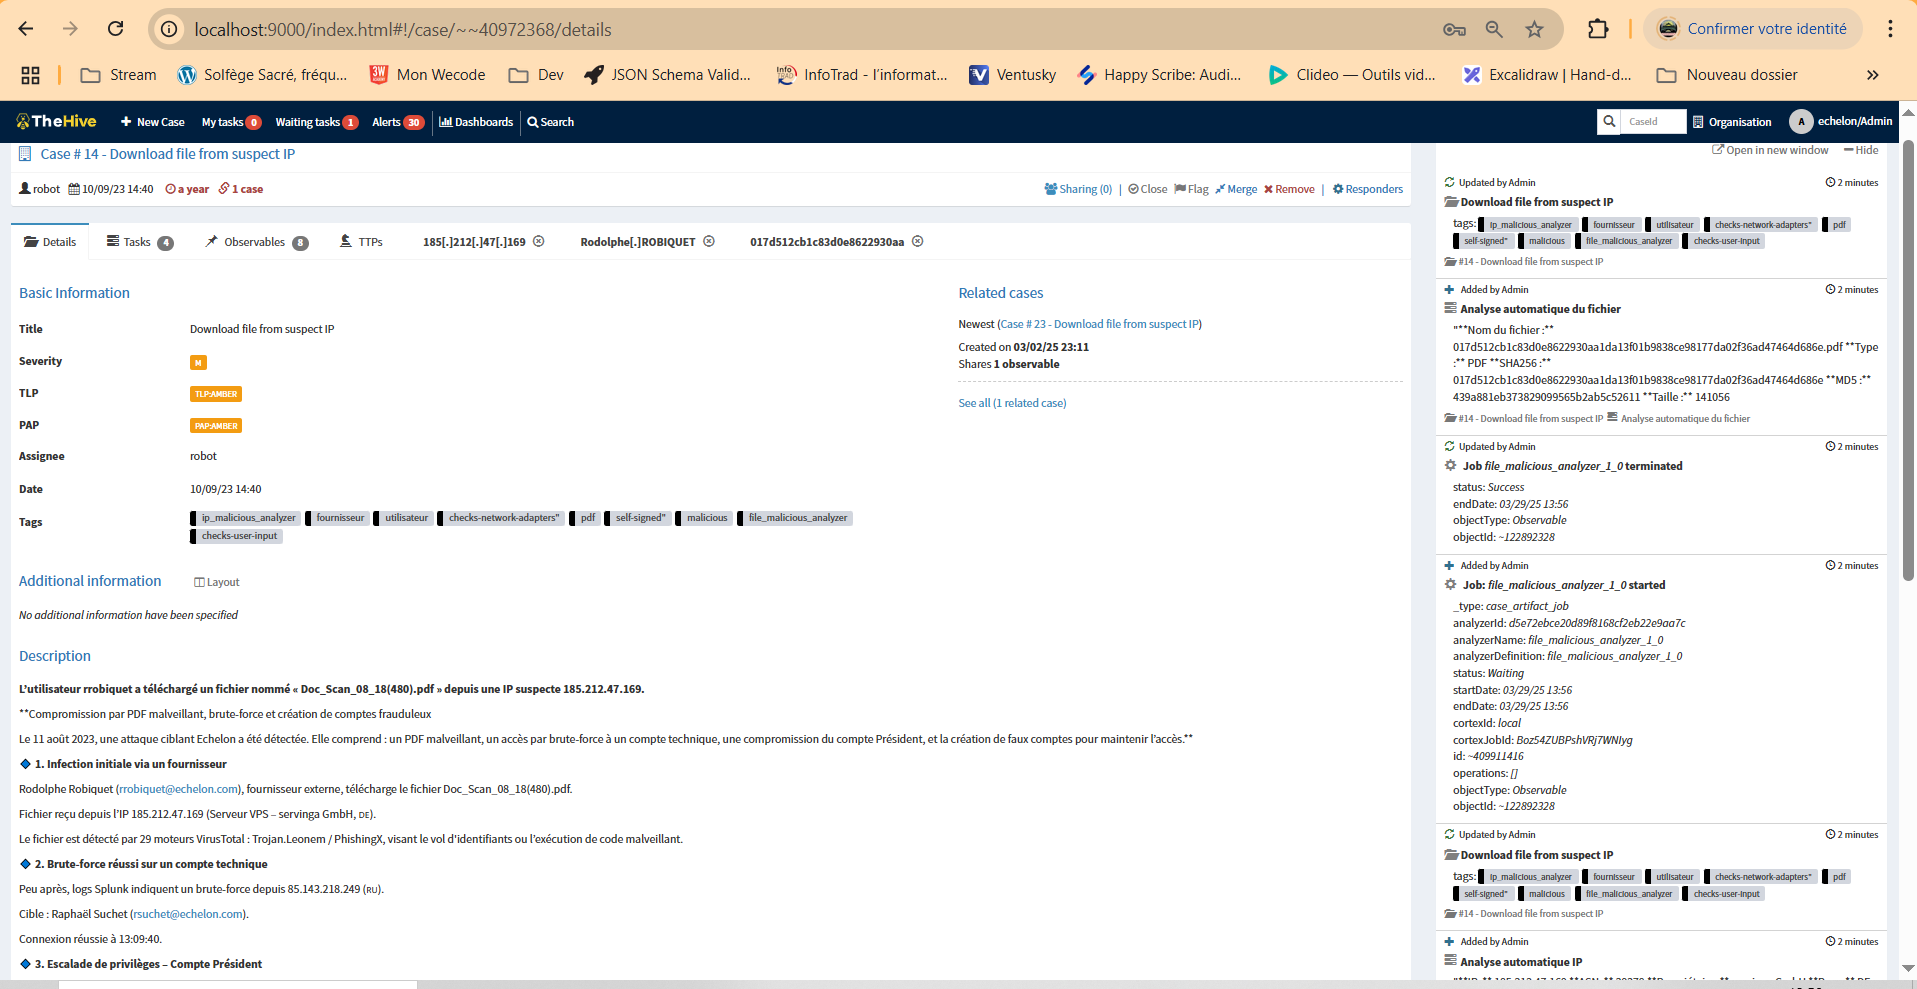 localhost:9000/index.html#!/case/~~40972368/details
Confirmer votre identité
Stream
Solfège Sacré, fréqu...
Mon Wecode
Dev
JSON Schema Valid...
InfoTrad - l'informat...
Ventusky
Happy Scribe: Audi...
Clideo — Outils vid...
Excalidraw | Hand-d...
Nouveau dossier
»
TheHive
+ New Case
My tasks 0
Waiting tasks 1
Alerts 30
Dashboards
Search
CaseId
Organisation
A echelon/Admin
Case # 14 - Download file from suspect IP
robot 10/09/23 14:40 a year 1 case
Sharing (0) | Close Flag Merge Remove | Responders
Details
Tasks 4
Observables 8
TTPs
185[.]212[.]47[.]169
Rodolphe[.]ROBIQUET
017d512cb1c83d0e8622930aa
Basic Information
Title Download file from suspect IP
Severity M
TLP TLP:AMBER
PAP PAP:AMBER
Assignee robot
Date 10/09/23 14:40
Tags ip_malicious_analyzer fournisseur utilisateur checks-network-adapters" pdf self-signed" malicious file_malicious_analyzer
checks-user-input
Related cases
Newest (Case # 23 - Download file from suspect IP)
Created on 03/02/25 23:11
Shares 1 observable
See all (1 related case)
Additional information Layout
No additional information have been specified
Description
L'utilisateur rrobiquet a téléchargé un fichier nommé « Doc_Scan_08_18(480).pdf » depuis une IP suspecte 185.212.47.169.
**Compromission par PDF malveillant, brute-force et création de comptes frauduleux
Le 11 août 2023, une attaque ciblant Echelon a été détectée. Elle comprend : un PDF malveillant, un accès par brute-force à un compte technique, une compromission du compte Président, et la création de faux comptes pour maintenir l'accès.**
1. Infection initiale via un fournisseur
Rodolphe Robiquet (rrobiquet@echelon.com), fournisseur externe, télécharge le fichier Doc_Scan_08_18(480).pdf.
Fichier reçu depuis l'IP 185.212.47.169 (Serveur VPS – servinga GmbH, DE).
Le fichier est détecté par 29 moteurs VirusTotal : Trojan.Leonem / PhishingX, visant le vol d'identifiants ou l'exécution de code malveillant.
2. Brute-force réussi sur un compte technique
Peu après, logs Splunk indiquent un brute-force depuis 85.143.218.249 (RU).
Cible : Raphaël Suchet (rsuchet@echelon.com).
Connexion réussie à 13:09:40.
3. Escalade de privilèges – Compte Président
Open in new window Hide
Updated by Admin 2 minutes
Download file from suspect IP
tags: ip_malicious_analyzer fournisseur utilisateur checks-network-adapters" pdf
self-signed" malicious file_malicious_analyzer checks-user-input
#14 - Download file from suspect IP
Added by Admin 2 minutes
Analyse automatique du fichier
"**Nom du fichier :**
017d512cb1c83d0e8622930aa1da13f01b9838ce98177da02f36ad47464d686e.pdf **Type
:** PDF **SHA256 :**
017d512cb1c83d0e8622930aa1da13f01b9838ce98177da02f36ad47464d686e **MD5 :**
439a881eb373829099565b2ab5c52611 **Taille :** 141056
#14 - Download file from suspect IP Analyse automatique du fichier
Updated by Admin 2 minutes
Job file_malicious_analyzer_1_0 terminated
status: Success
endDate: 03/29/25 13:56
objectType: Observable
objectId: ~122892328
Added by Admin 2 minutes
Job: file_malicious_analyzer_1_0 started
_type: case_artifact_job
analyzerId: d5e72ebce20d89f8168cf2eb22e9aa7c
analyzerName: file_malicious_analyzer_1_0
analyzerDefinition: file_malicious_analyzer_1_0
status: Waiting
startDate: 03/29/25 13:56
endDate: 03/29/25 13:56
cortexId: local
cortexJobId: Boz54ZUBPshVRj7WNIyg
id: ~409911416
operations: []
objectType: Observable
objectId: ~122892328
Updated by Admin 2 minutes
Download file from suspect IP
tags: ip_malicious_analyzer fournisseur utilisateur checks-network-adapters" pdf
self-signed" malicious file_malicious_analyzer checks-user-input
#14 - Download file from suspect IP
Added by Admin 2 minutes
Analyse automatique IP